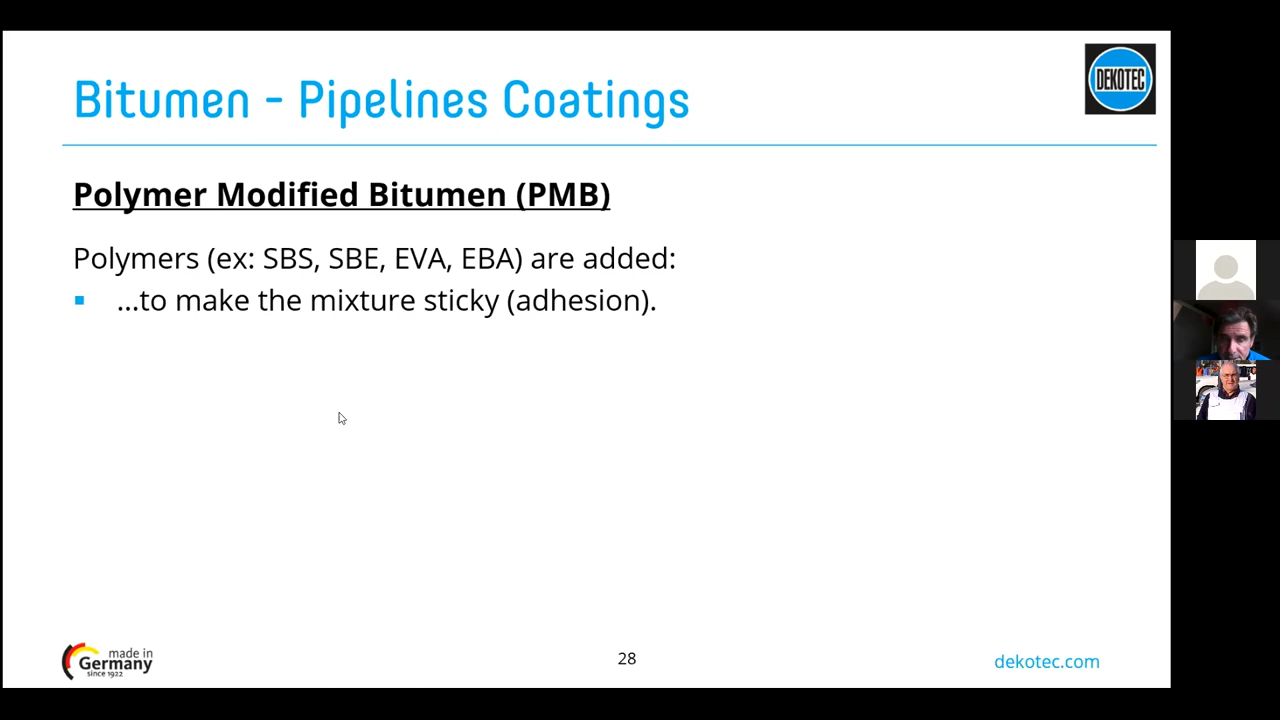 Bitumen - Pipelines Coatings
DEKOTEC
Polymer Modified Bitumen (PMB)
Polymers (ex: SBS, SBE, EVA, EBA) are added:
▪ ...to make the mixture sticky (adhesion).
made in
Germany
since 1922
28
dekotec.com